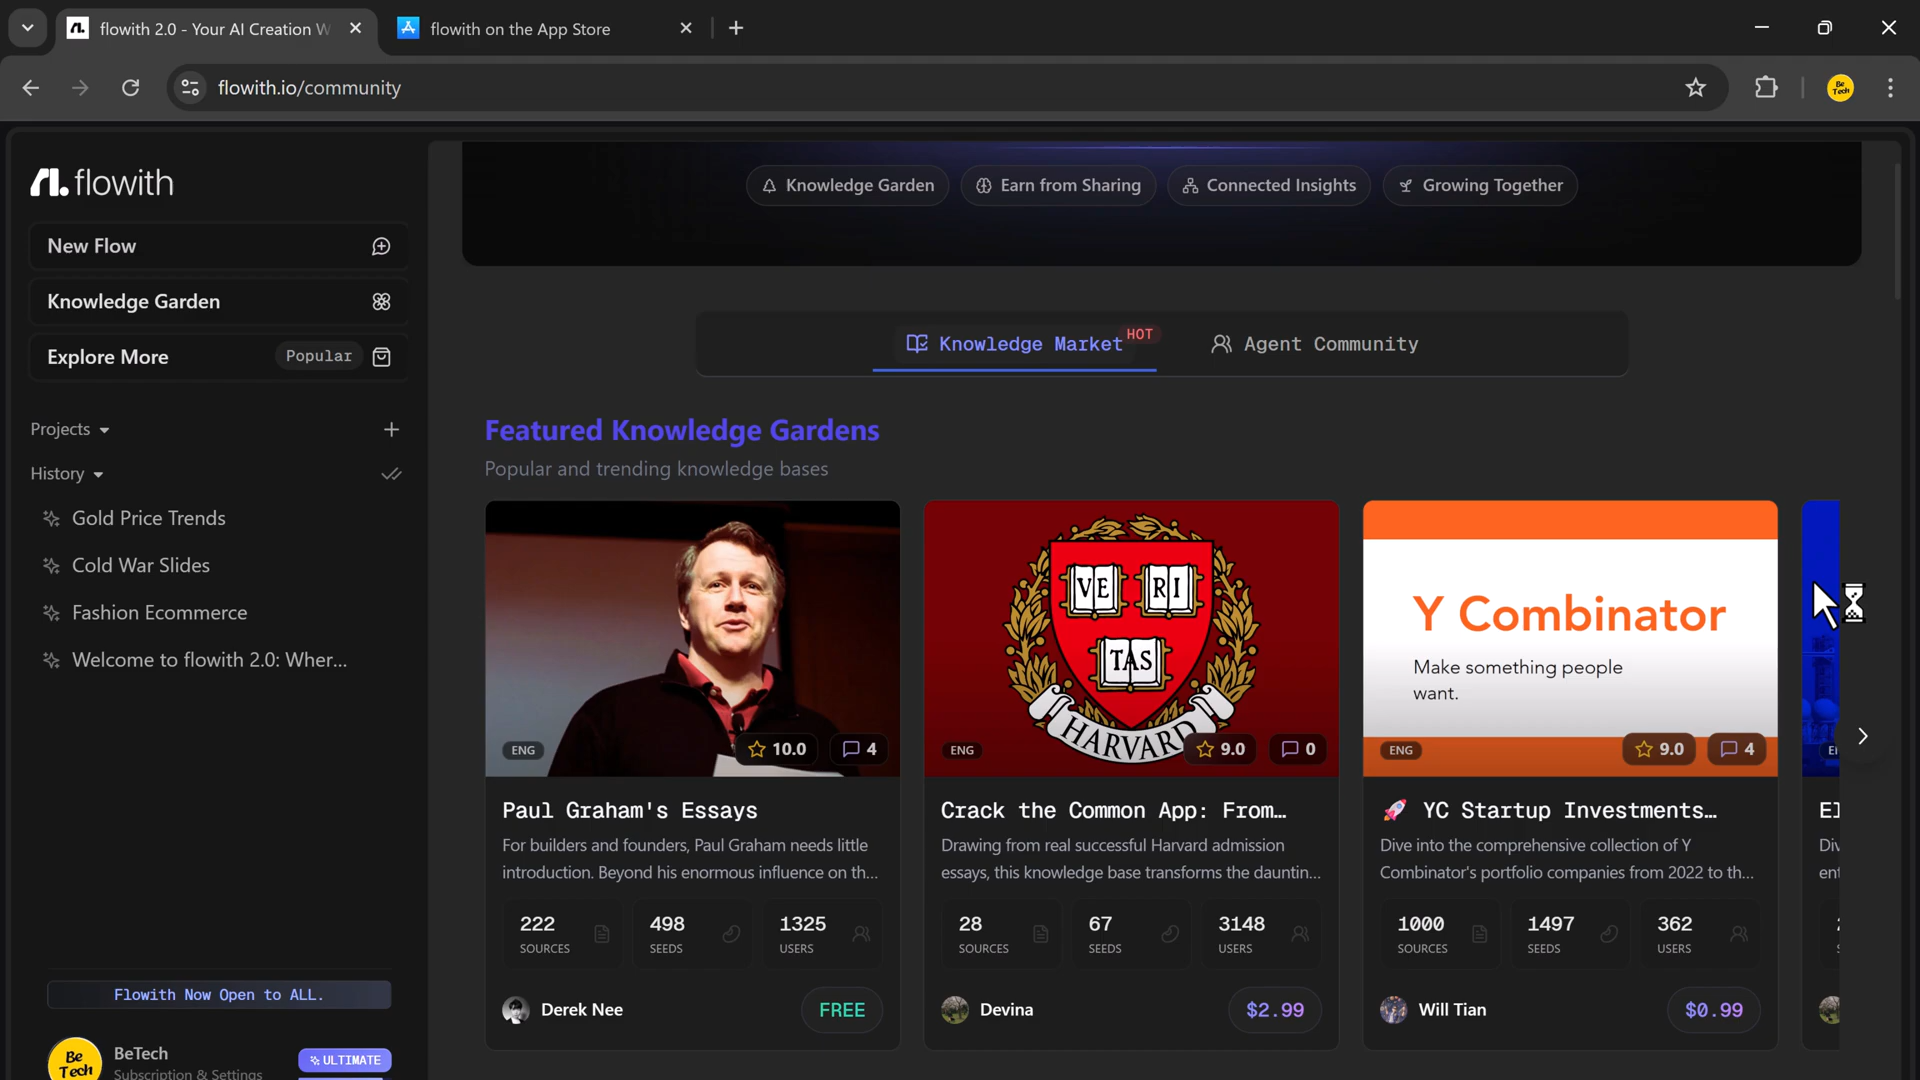 flowith 2.0 - Your AI Creation W
flowith on the App Store
flowith.io/community
Be Tech
flowith
New Flow
Knowledge Garden
Explore More
Popular
Projects
History
Gold Price Trends
Cold War Slides
Fashion Ecommerce
Welcome to flowith 2.0: Wher...
Flowith Now Open to ALL.
Be Tech
BeTech
ULTIMATE
Subscription & Settings
Knowledge Garden
Earn from Sharing
Connected Insights
Growing Together
Knowledge Market
HOT
Agent Community
Featured Knowledge Gardens
Popular and trending knowledge bases
ENG
10.0
4
Paul Graham's Essays
For builders and founders, Paul Graham needs little
introduction. Beyond his enormous influence on th...
222
SOURCES
498
SEEDS
1325
USERS
Derek Nee
FREE
VE RI
TAS
HARVARD
ENG
9.0
0
Crack the Common App: From...
Drawing from real successful Harvard admission
essays, this knowledge base transforms the dauntin...
28
SOURCES
67
SEEDS
3148
USERS
Devina
$2.99
Y Combinator
Make something people
want.
ENG
9.0
4
🚀 YC Startup Investments...
Dive into the comprehensive collection of Y
Combinator's portfolio companies from 2022 to th...
1000
SOURCES
1497
SEEDS
362
USERS
Will Tian
$0.99